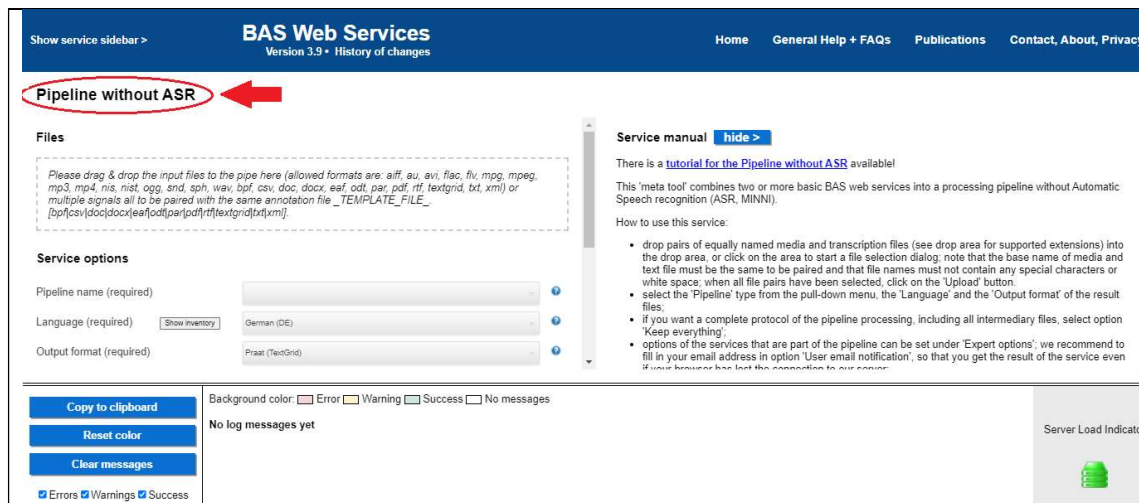 Show service sidebar >
BAS Web Services
Version 3.9 • History of changes
Home
General Help + FAQs
Publications
Contact, About, Privacy
Pipeline without ASR
Files
Please drag & drop the input files to the pipe here (allowed formats are: aiff, au, avi, flac, flv, mpg, mpeg,
mp3, mp4, nis, nist, ogg, snd, sph, wav, bpf, csv, doc, docx, eaf, odt, par, pdf, rtf, textgrid, txt, xml) or
multiple signals all to be paired with the same annotation file _TEMPLATE_FILE_.
[bpf|csv|doc|docx|eaf|odt|par|pdf|rtf|textgrid|txt|xml].
Service options
Pipeline name (required)
Language (required)
Show inventory
German (DE)
Output format (required)
Praat (TextGrid)
Service manual
hide >
There is a tutorial for the Pipeline without ASR available!
This 'meta tool' combines two or more basic BAS web services into a processing pipeline without Automatic
Speech recognition (ASR, MINNI).
How to use this service:
• drop pairs of equally named media and transcription files (see drop area for supported extensions) into
the drop area, or click on the area to start a file selection dialog; note that the base name of media and
text file must be the same to be paired and that file names must not contain any special characters or
white space; when all file pairs have been selected, click on the 'Upload' button.
• select the 'Pipeline' type from the pull-down menu, the 'Language' and the 'Output format' of the result
files;
• if you want a complete protocol of the pipeline processing, including all intermediary files, select option
'Keep everything';
• options of the services that are part of the pipeline can be set under 'Expert options'; we recommend to
fill in your email address in option 'User email notification', so that you get the result of the service even
if your browser has lost the connection to our server;
Copy to clipboard
Reset color
Clear messages
Errors
Warnings
Success
Background color:
Error
Warning
Success
No messages
No log messages yet
Server Load Indicato